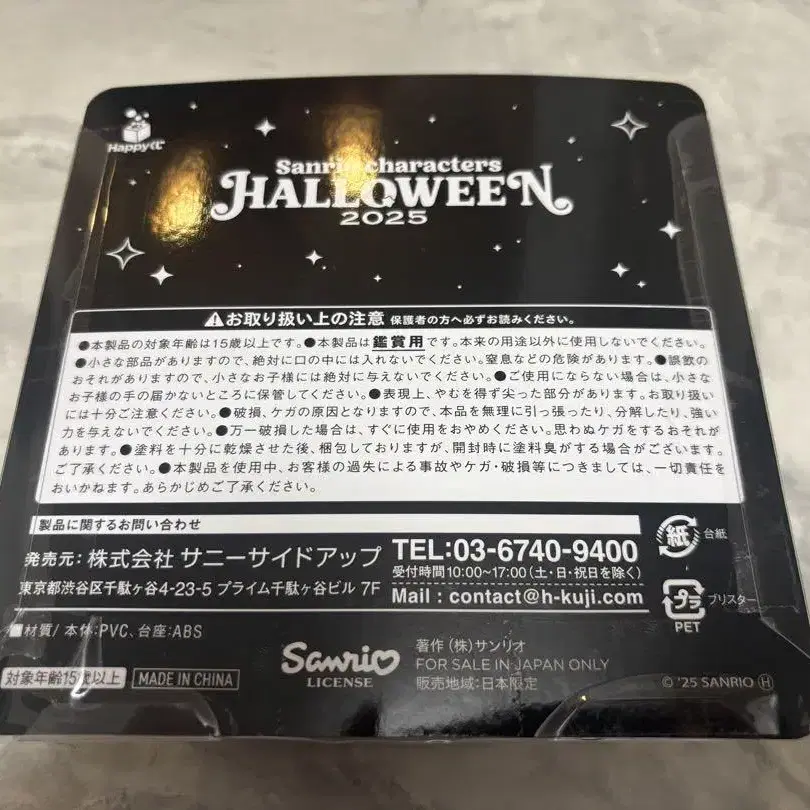 Happyくじ
Sanrio characters
HALLOWEEN
2025
お取り扱い上の注意 保護者の方へ必ずお読みください。
●本製品の対象年齢は15歳以上です。●本製品は鑑賞用です。本来の用途以外に使用しないでください。
●小さな部品がありますので、絶対に口の中には入れないでください。窒息などの危険があります。●誤飲の
おそれがありますので、小さなお子様には絶対に与えないでください。●ご使用にならない場合は、小さな
お子様の手の届かないところに保管してください。●表現上、やむを得ず尖った部分があります。お取り扱い
には十分ご注意ください。●破損、ケガの原因となりますので、本品を無理に引っ張ったり、分解したり、強い
力を与えないでください。●万一破損した場合は、すぐに使用をおやめください。思わぬケガをするおそれが
あります。●塗料を十分に乾燥させた後、梱包しておりますが、開封時に塗料臭がする場合がございます。
ご了承ください。●本製品を使用中、お客様の過失による事故やケガ・破損等につきましては、一切責任を
おいかねます。あらかじめご了承ください。
製品に関するお問い合わせ
発売元:株式会社 サニーサイドアップ
東京都渋谷区千駄ヶ谷4-23-5 プライム千駄ヶ谷ビル 7F
TEL:03-6740-9400
受付時間10:00~17:00(土・日・祝日を除く)
Mail : contact@h-kuji.com
紙 台紙
プラ ブリスター
PET
■材質/本体:PVC、台座:ABS
対象年齢15歳以上
MADE IN CHINA
Sanrio
LICENSE
著作 (株)サンリオ
FOR SALE IN JAPAN ONLY
販売地域:日本限定
© '25 SANRIO Ⓗ